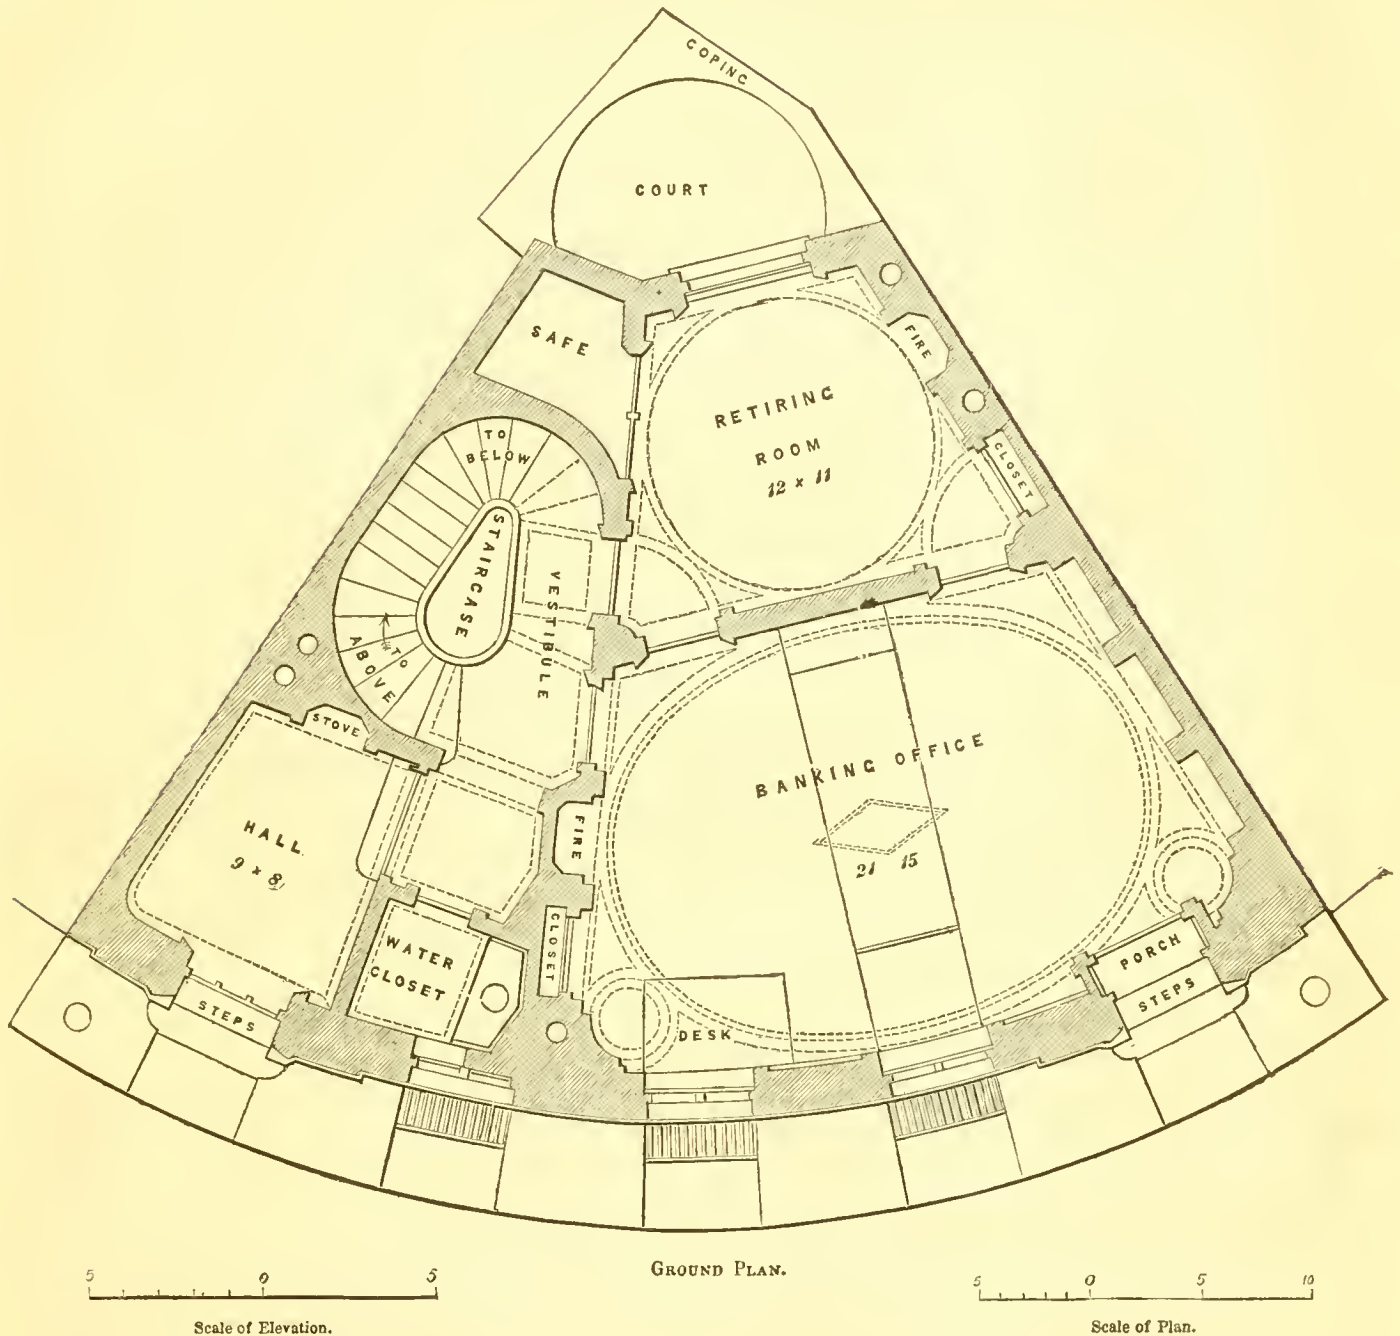 COPING
COURT
SAFE
FIRE
RETIRING
ROOM
12 × 11
CLOSET
TO
BELOW
STAIRCASE
VESTIBULE
TO
ABOVE
STOVE
HALL
9 × 8
FIRE
BANKING OFFICE
21 15
WATER
CLOSET
CLOSET
PORCH
STEPS
STEPS
DESK
GROUND PLAN.
5 0 5
Scale of Elevation.
5 0 5 10
Scale of Plan.